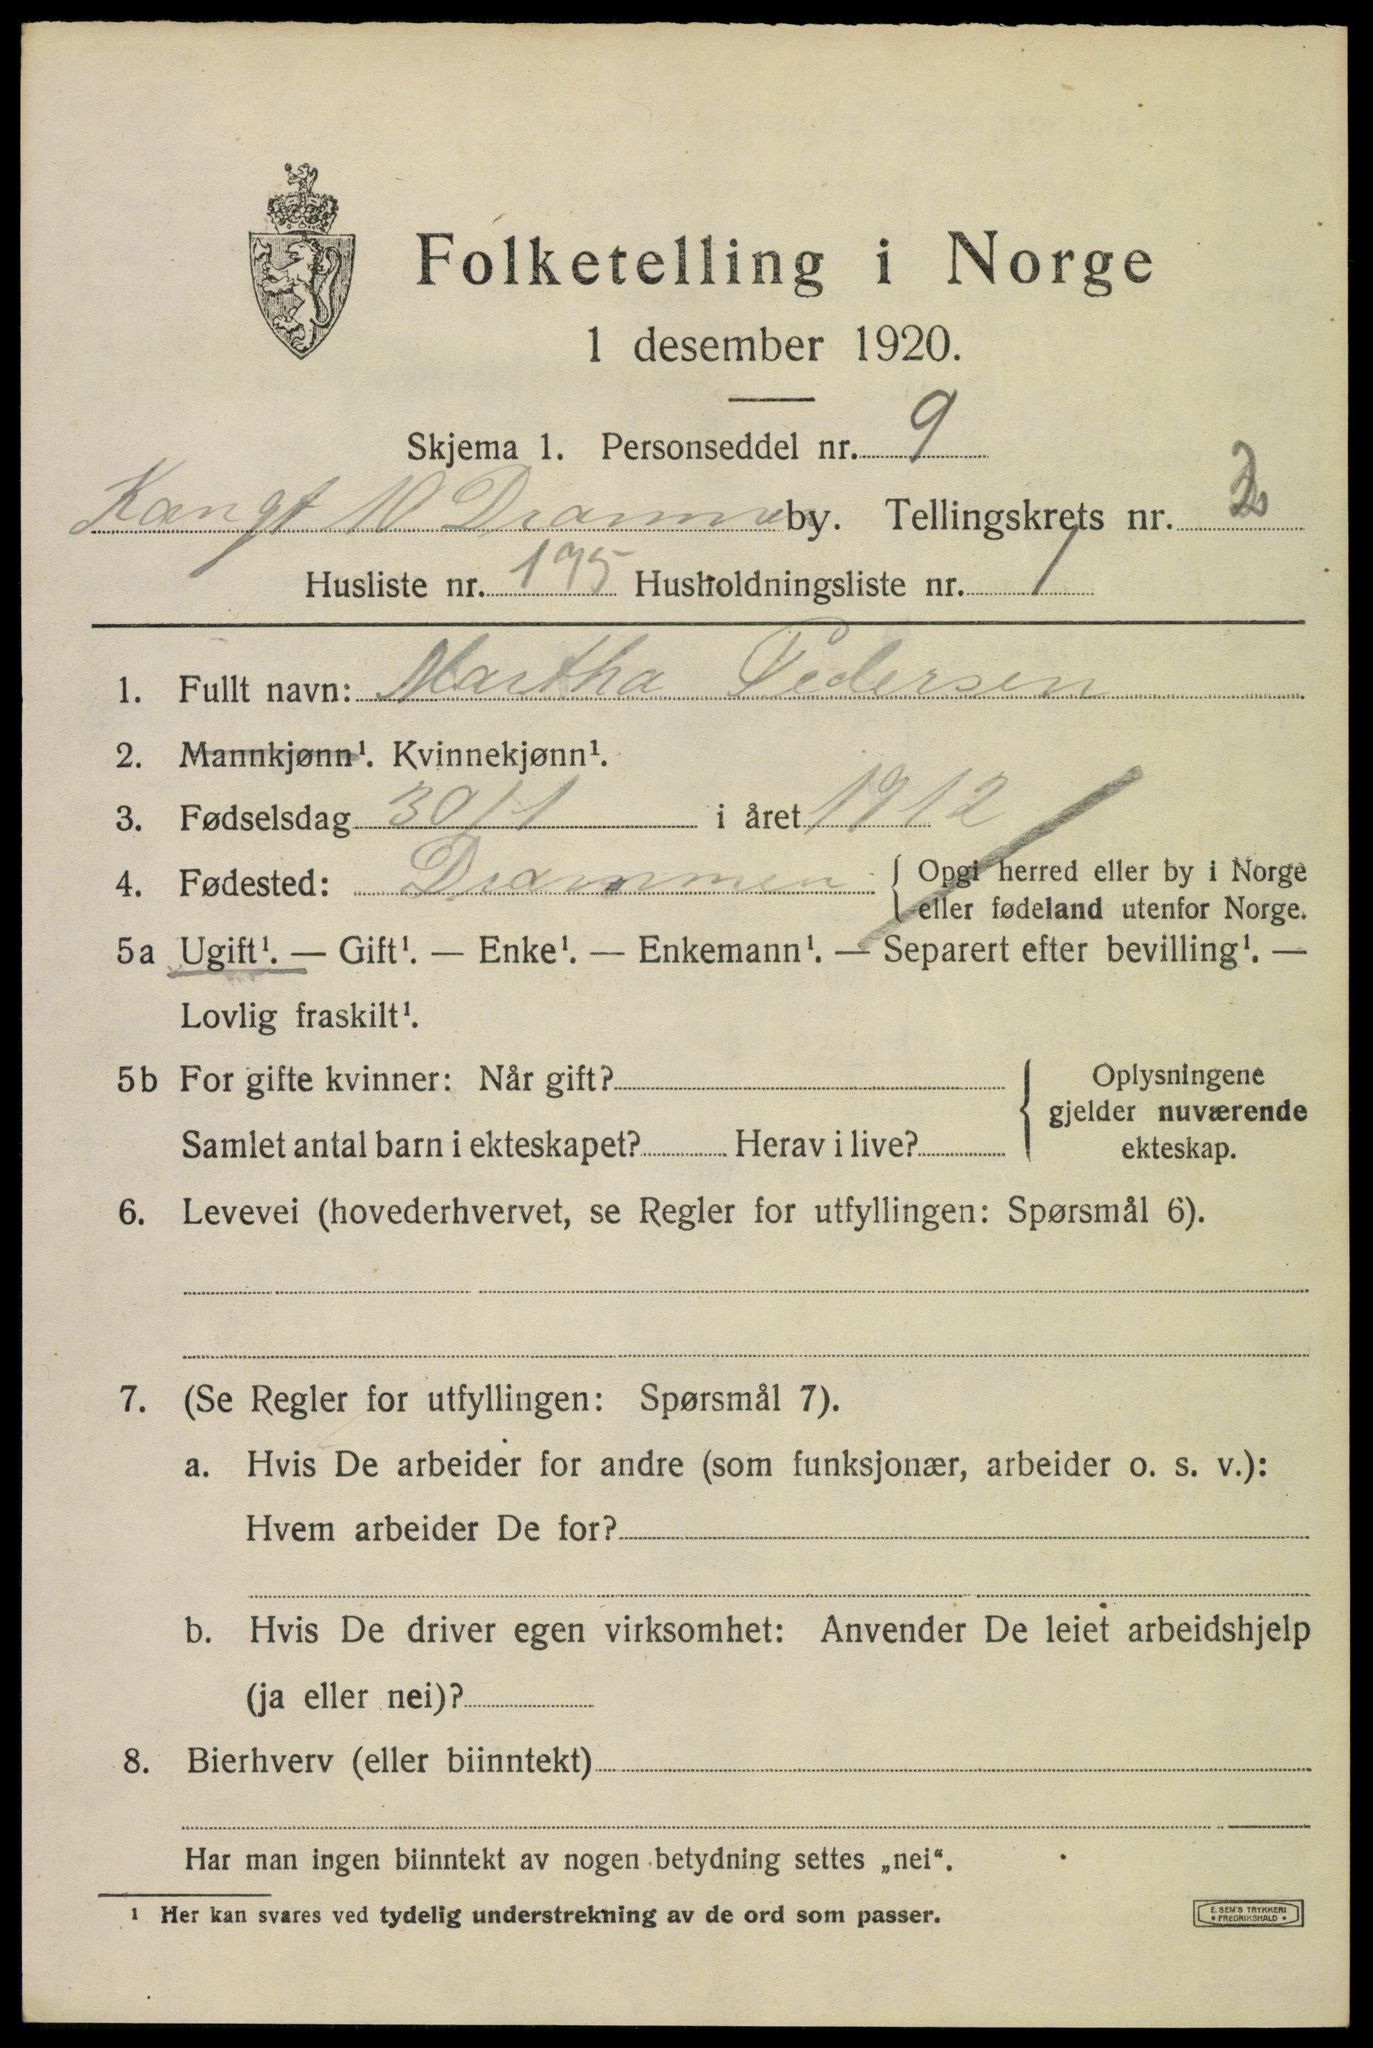 Folketelling i Norge
1 desember 1920.
Skjema 1. Personseddel nr. 9
10 Drammen by. Tellingskrets nr. 2
Husliste nr. 195 Husholdningsliste nr. 1
1. Fullt navn: Martha Pedersen
2. Mannkjønn¹. Kvinnekjønn¹.
3. Fødselsdag 30/1 i året 1912
4. Fødested: Drammen { Opgi herred eller by i Norge
eller fødeland utenfor Norge.
5a Ugift¹. — Gift¹. — Enke¹. — Enkemann¹. — Separert efter bevilling¹. —
Lovlig fraskilt¹.
5b For gifte kvinner: Når gift?
Samlet antal barn i ekteskapet? Herav i live?
{ Oplysningene
gjelder nuværende
ekteskap.
6. Levevei (hovederhvervet, se Regler for utfyllingen: Spørsmål 6).
7. (Se Regler for utfyllingen: Spørsmål 7).
a. Hvis De arbeider for andre (som funksjonær, arbeider o. s. v.):
Hvem arbeider De for?
b. Hvis De driver egen virksomhet: Anvender De leiet arbeidshjelp
(ja eller nei)?
8. Bierhverv (eller biinntekt)
Har man ingen biinntekt av nogen betydning settes „nei“.
¹ Her kan svares ved tydelig understrekning av de ord som passer.
E. SEM'S TRYKKERI
• FREDRIKSHALD •